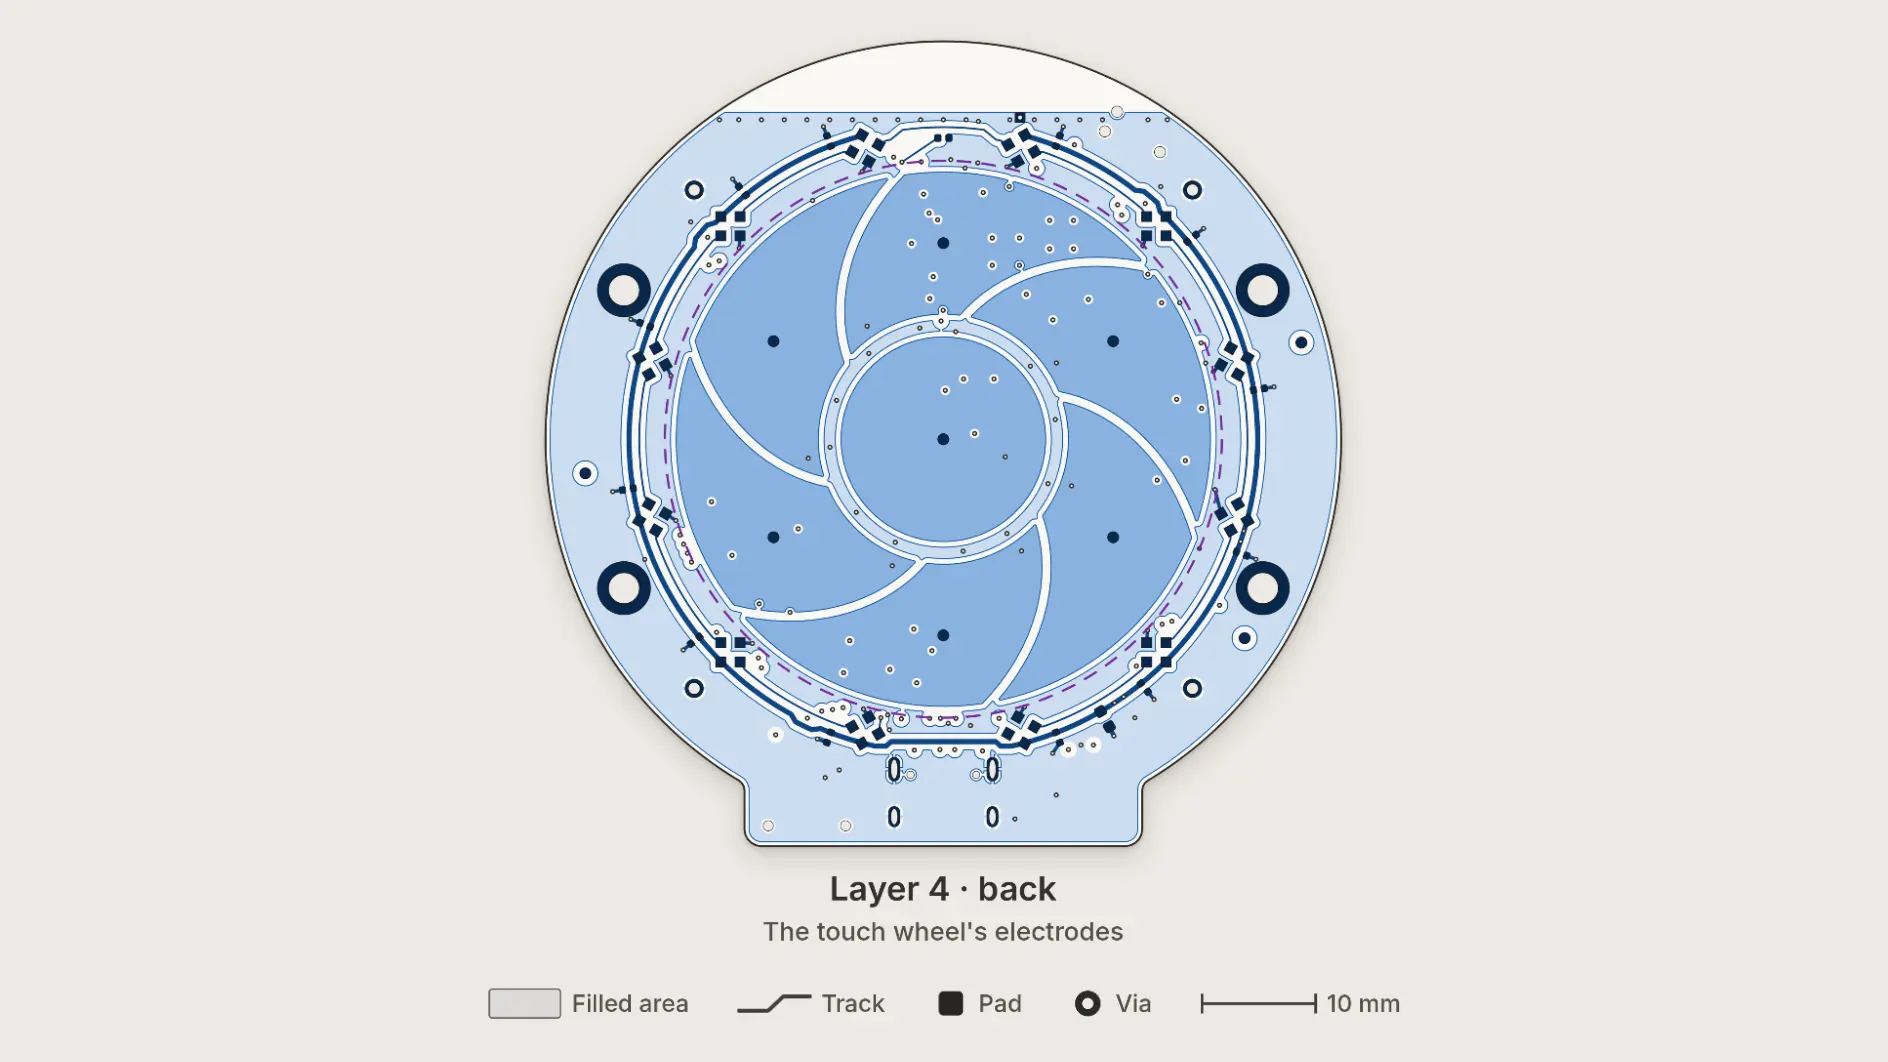 Layer 4 · back
The touch wheel's electrodes
Filled area Track Pad Via 10 mm